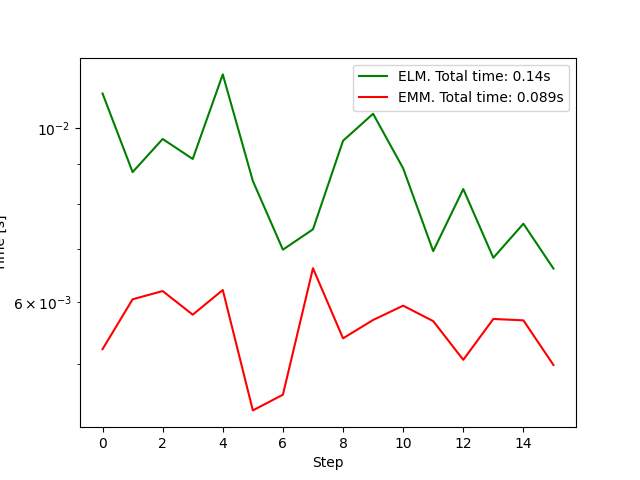 ELM. Total time: 0.14s
EMM. Total time: 0.089s
10⁻²
6 × 10⁻³
[s]
0 2 4 6 8 10 12 14
Step